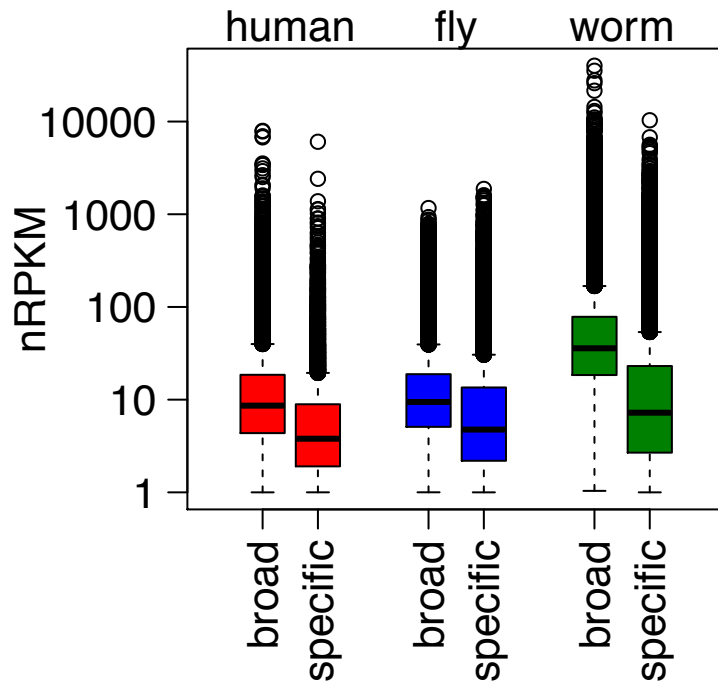 human fly worm
nRPKM
10000
1000
100
10
1
broad
specific
broad
specific
broad
specific